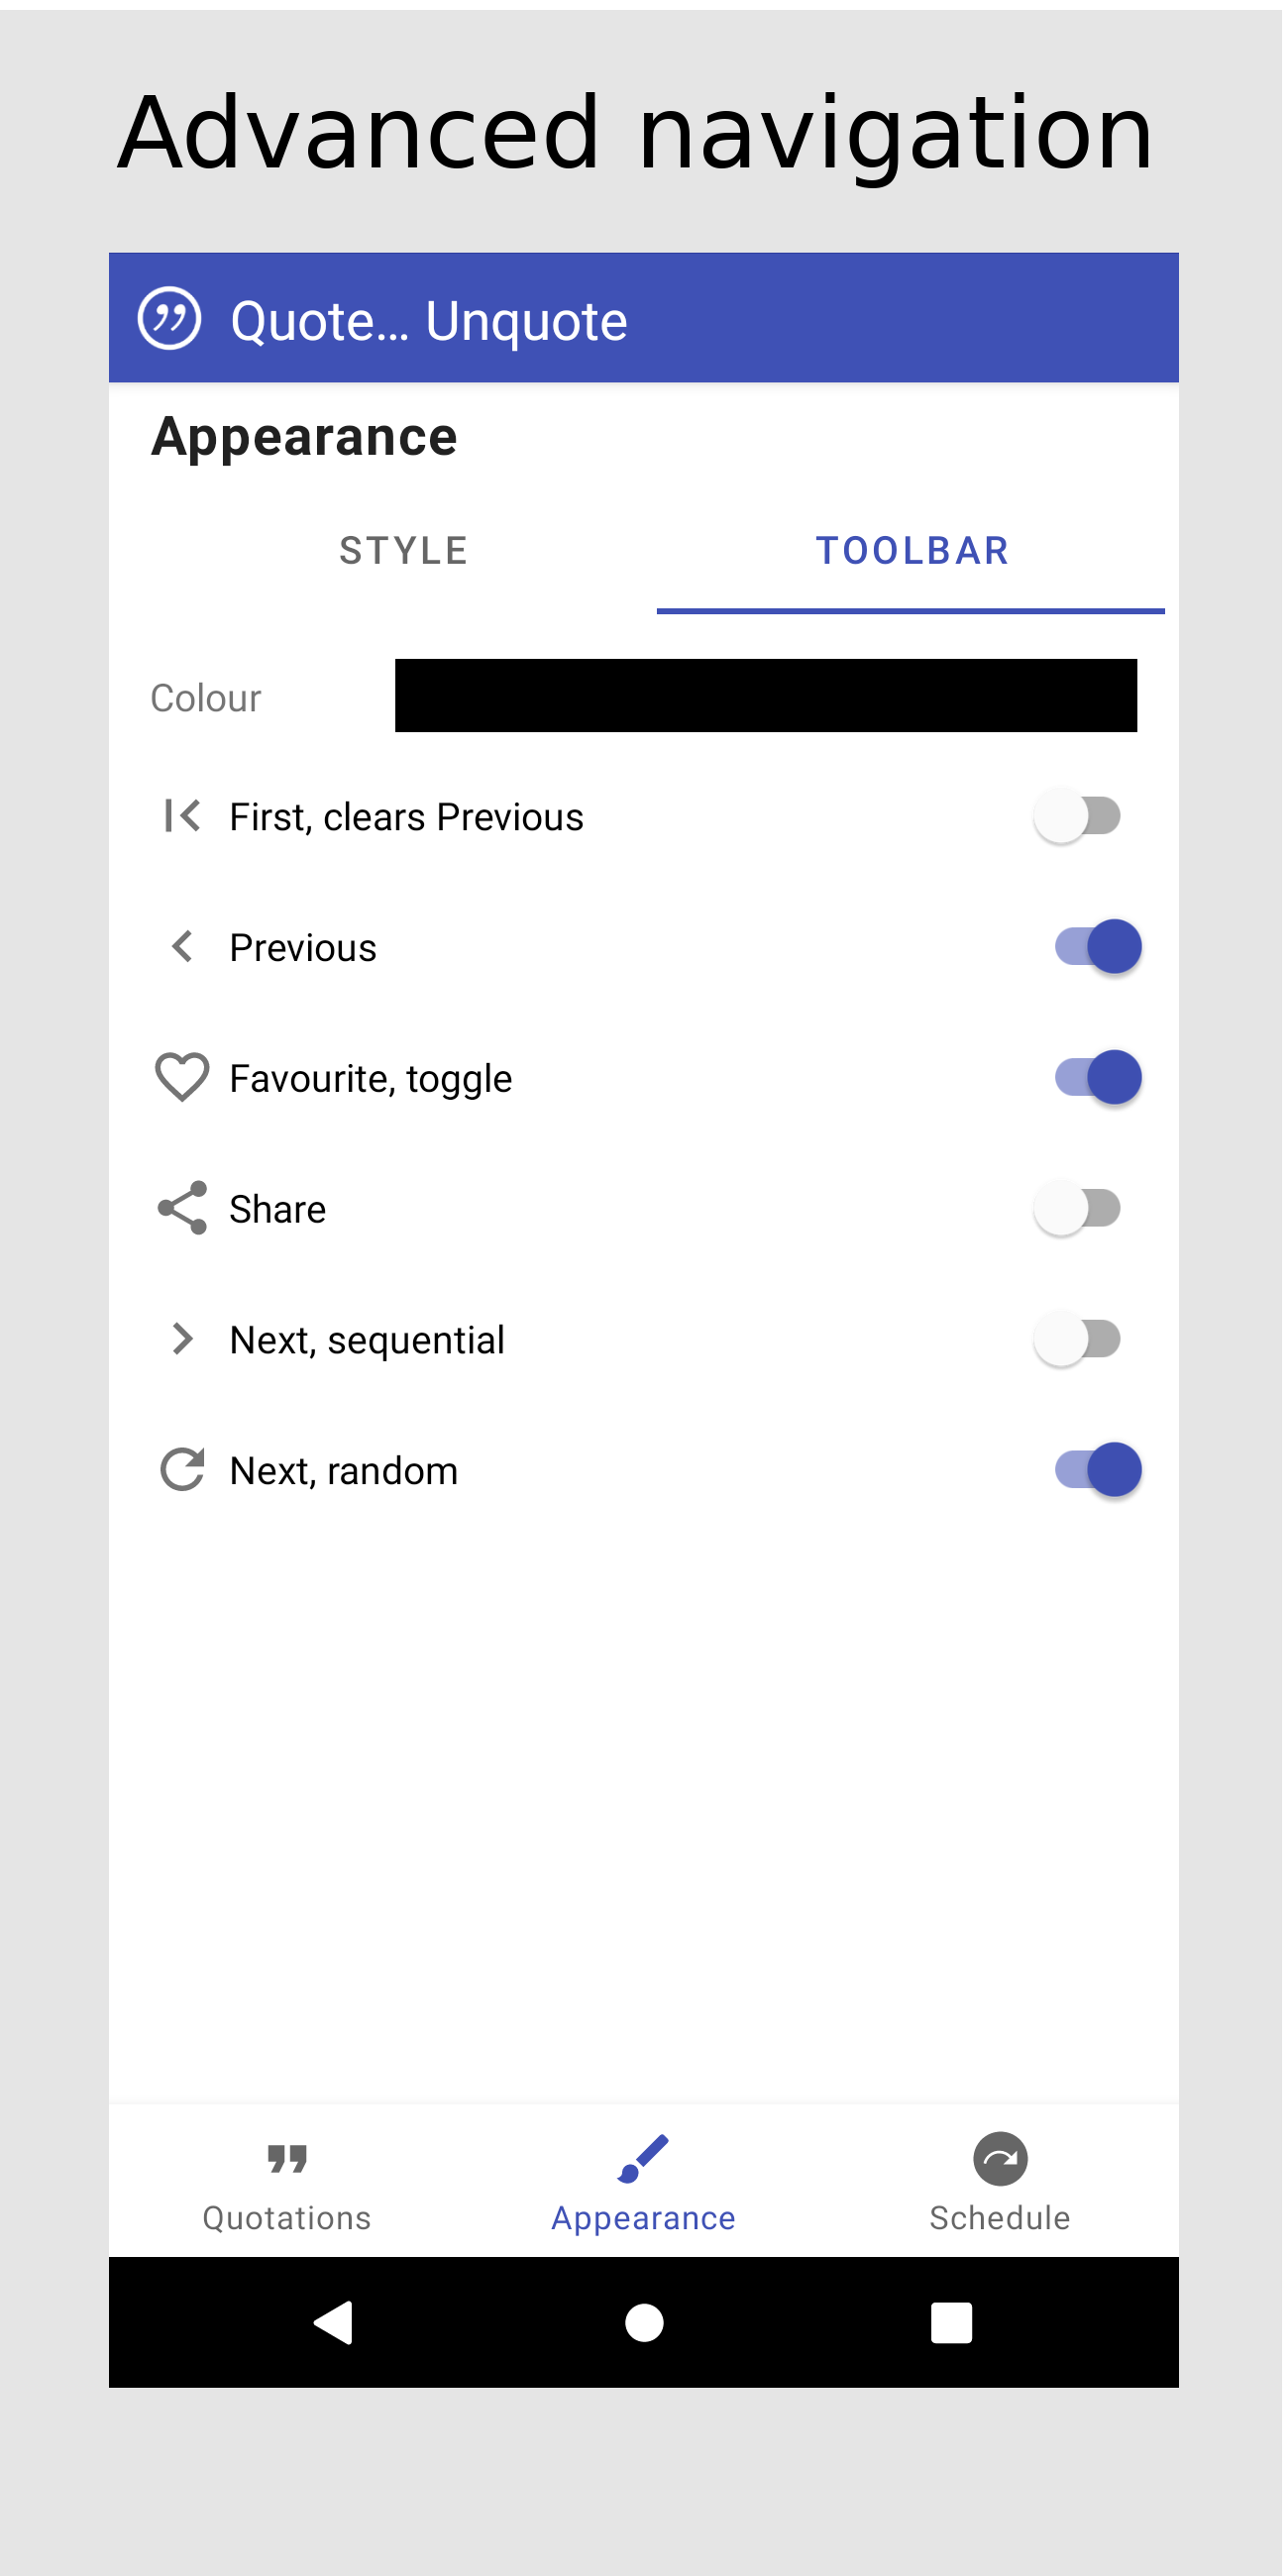 Advanced navigation
Quote... Unquote
Appearance
STYLE TOOLBAR
Colour
First, clears Previous
Previous
Favourite, toggle
Share
Next, sequential
Next, random
Quotations Appearance Schedule